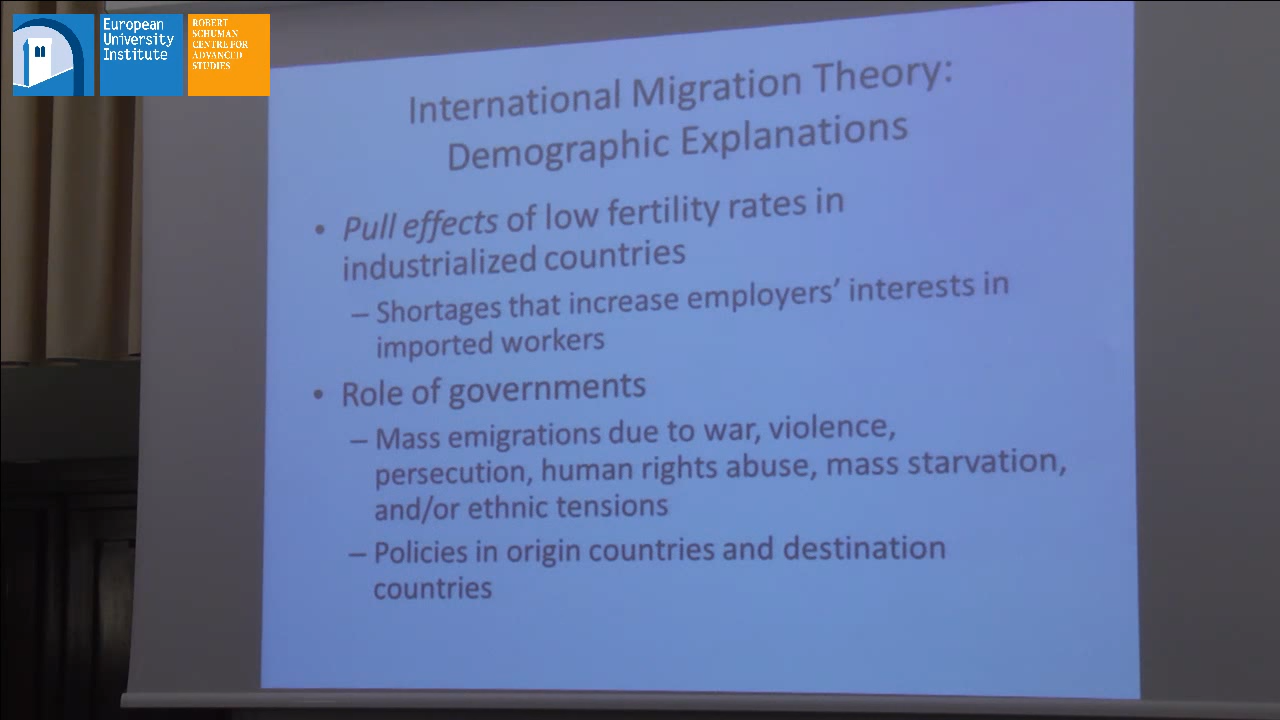 European
University
Institute
ROBERT
SCHUMAN
CENTRE FOR
ADVANCED
STUDIES
International Migration Theory:
Demographic Explanations
• Pull effects of low fertility rates in
industrialized countries
– Shortages that increase employers’ interests in
imported workers
• Role of governments
– Mass emigrations due to war, violence,
persecution, human rights abuse, mass starvation,
and/or ethnic tensions
– Policies in origin countries and destination
countries